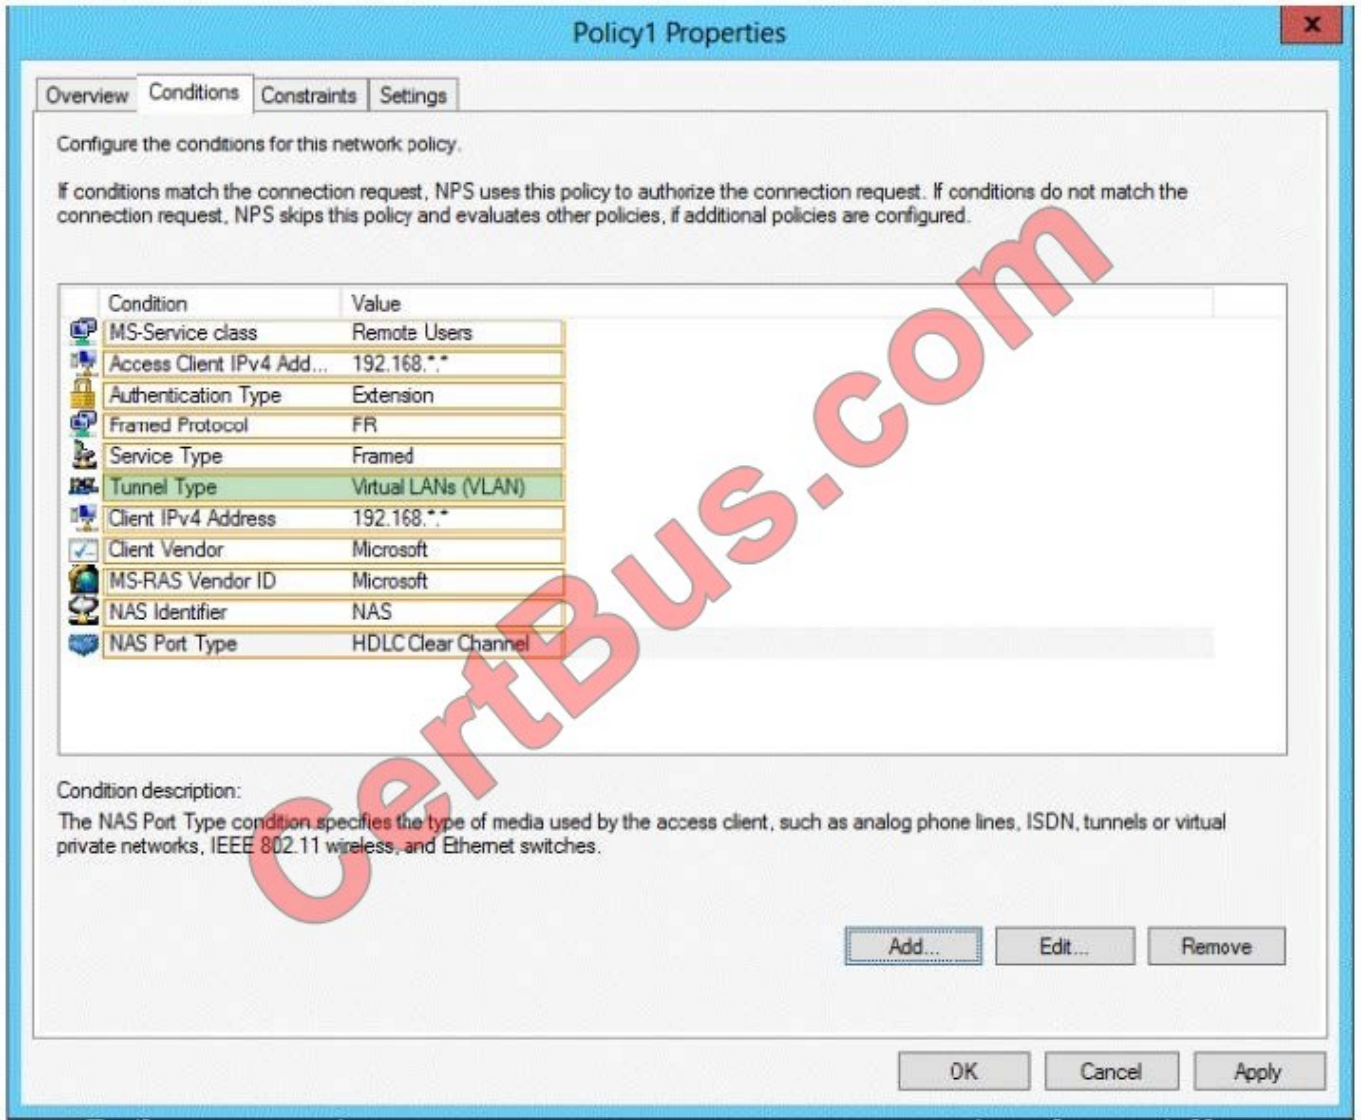 Policy1 Properties
x
Overview Conditions Constraints Settings
Configure the conditions for this network policy.
If conditions match the connection request, NPS uses this policy to authorize the connection request. If conditions do not match the
connection request, NPS skips this policy and evaluates other policies, if additional policies are configured.
Condition Value
MS-Service class Remote Users
Access Client IPv4 Add... 192.168.*.*
Authentication Type Extension
Framed Protocol FR
Service Type Framed
Tunnel Type Virtual LANs (VLAN)
Client IPv4 Address 192.168.*.*
Client Vendor Microsoft
MS-RAS Vendor ID Microsoft
NAS Identifier NAS
NAS Port Type HDLC Clear Channel
CertBus.com
Condition description:
The NAS Port Type condition specifies the type of media used by the access client, such as analog phone lines, ISDN, tunnels or virtual
private networks, IEEE 802.11 wireless, and Ethernet switches.
Add... Edit... Remove
OK Cancel Apply